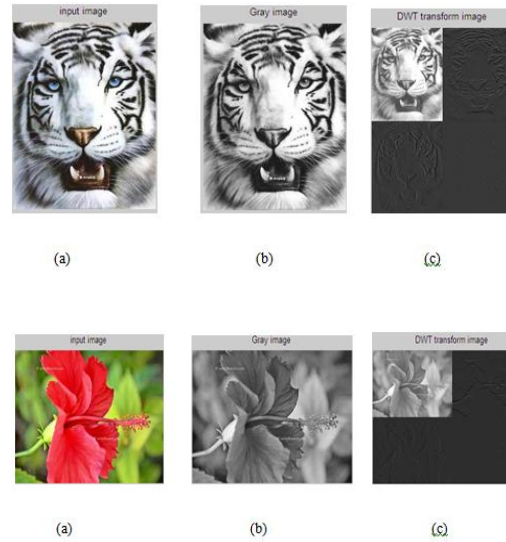 input image
Gray image
DWT transform image
(a)
(b)
(c)
input image
Gray image
DWT transform image
(a)
(b)
(c)